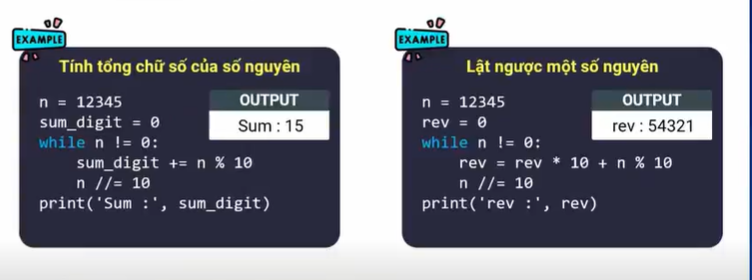 EXAMPLE
Tính tổng chữ số của số nguyên
n = 12345
sum_digit = 0
while n != 0:
    sum_digit += n % 10
    n //= 10
print('Sum :', sum_digit)
OUTPUT
Sum : 15
EXAMPLE
Lật ngược một số nguyên
n = 12345
rev = 0
while n != 0:
    rev = rev * 10 + n % 10
    n //= 10
print('rev :', rev)
OUTPUT
rev : 54321